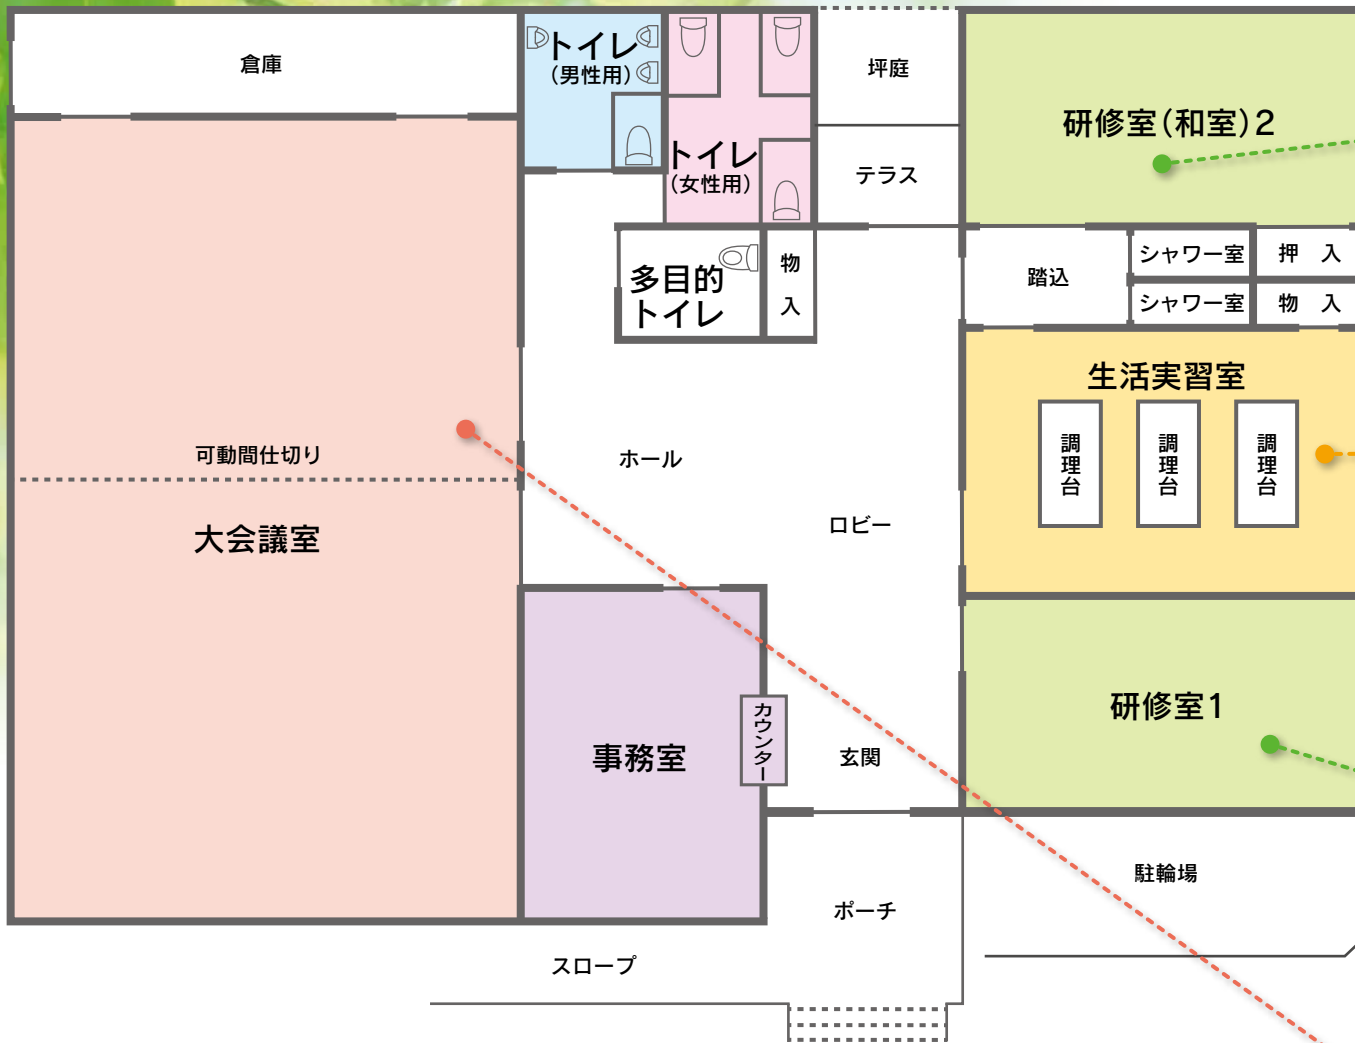 倉庫
トイレ
(男性用)
トイレ
(女性用)
坪庭
テラス
研修室(和室)2
多目的
トイレ
物入
踏込
シャワー室
押 入
シャワー室
物 入
生活実習室
調理台
調理台
調理台
可動間仕切り
大会議室
ホール
ロビー
事務室
カウンター
玄関
研修室1
駐輪場
ポーチ
スロープ